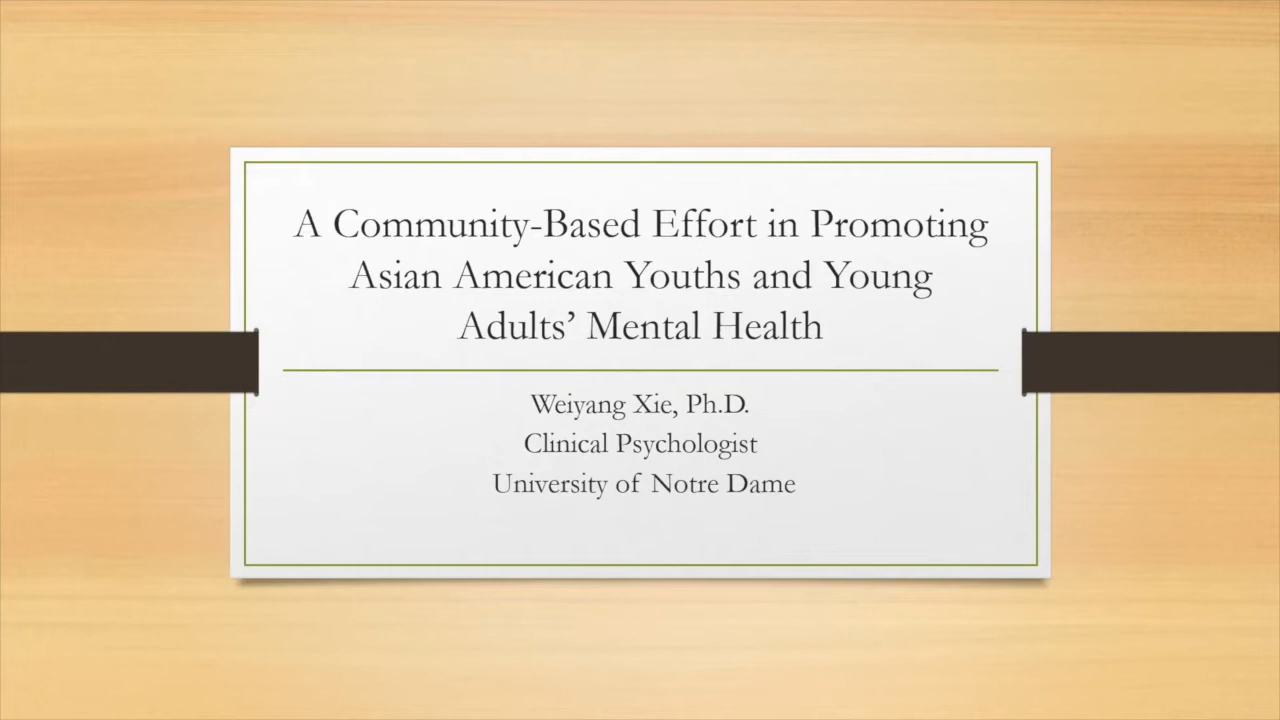 A Community-Based Effort in Promoting
Asian American Youths and Young
Adults’ Mental Health
Weiyang Xie, Ph.D.
Clinical Psychologist
University of Notre Dame